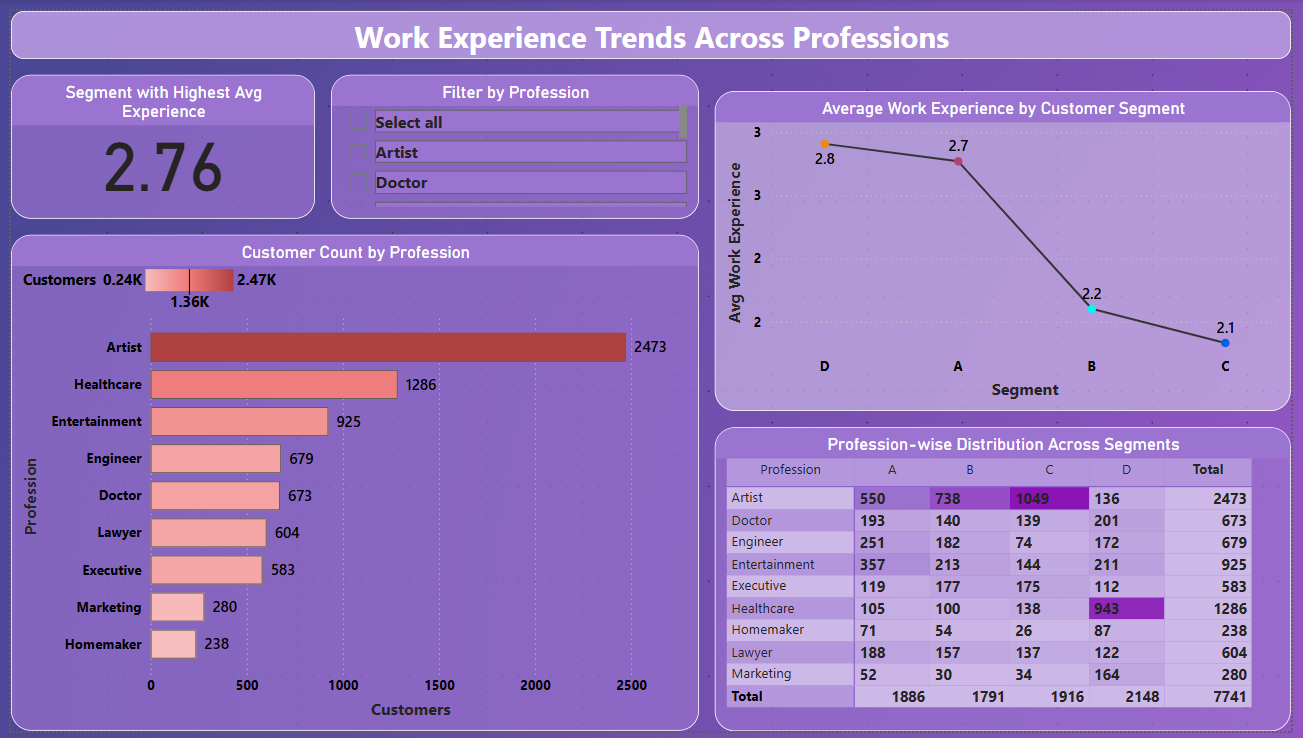 Work Experience Trends Across Professions
Segment with Highest Avg
Experience
2.76
Filter by Profession
Select all
Artist
Doctor
Customer Count by Profession
Customers 0.24K 2.47K
1.36K
Profession
Artist 2473
Healthcare 1286
Entertainment 925
Engineer 679
Doctor 673
Lawyer 604
Executive 583
Marketing 280
Homemaker 238
0 500 1000 1500 2000 2500
Customers
Average Work Experience by Customer Segment
Avg Work Experience
3
3
2
2
2.8
2.7
2.2
2.1
D A B C
Segment
Profession-wise Distribution Across Segments
Profession A B C D Total
Artist 550 738 1049 136 2473
Doctor 193 140 139 201 673
Engineer 251 182 74 172 679
Entertainment 357 213 144 211 925
Executive 119 177 175 112 583
Healthcare 105 100 138 943 1286
Homemaker 71 54 26 87 238
Lawyer 188 157 137 122 604
Marketing 52 30 34 164 280
Total 1886 1791 1916 2148 7741